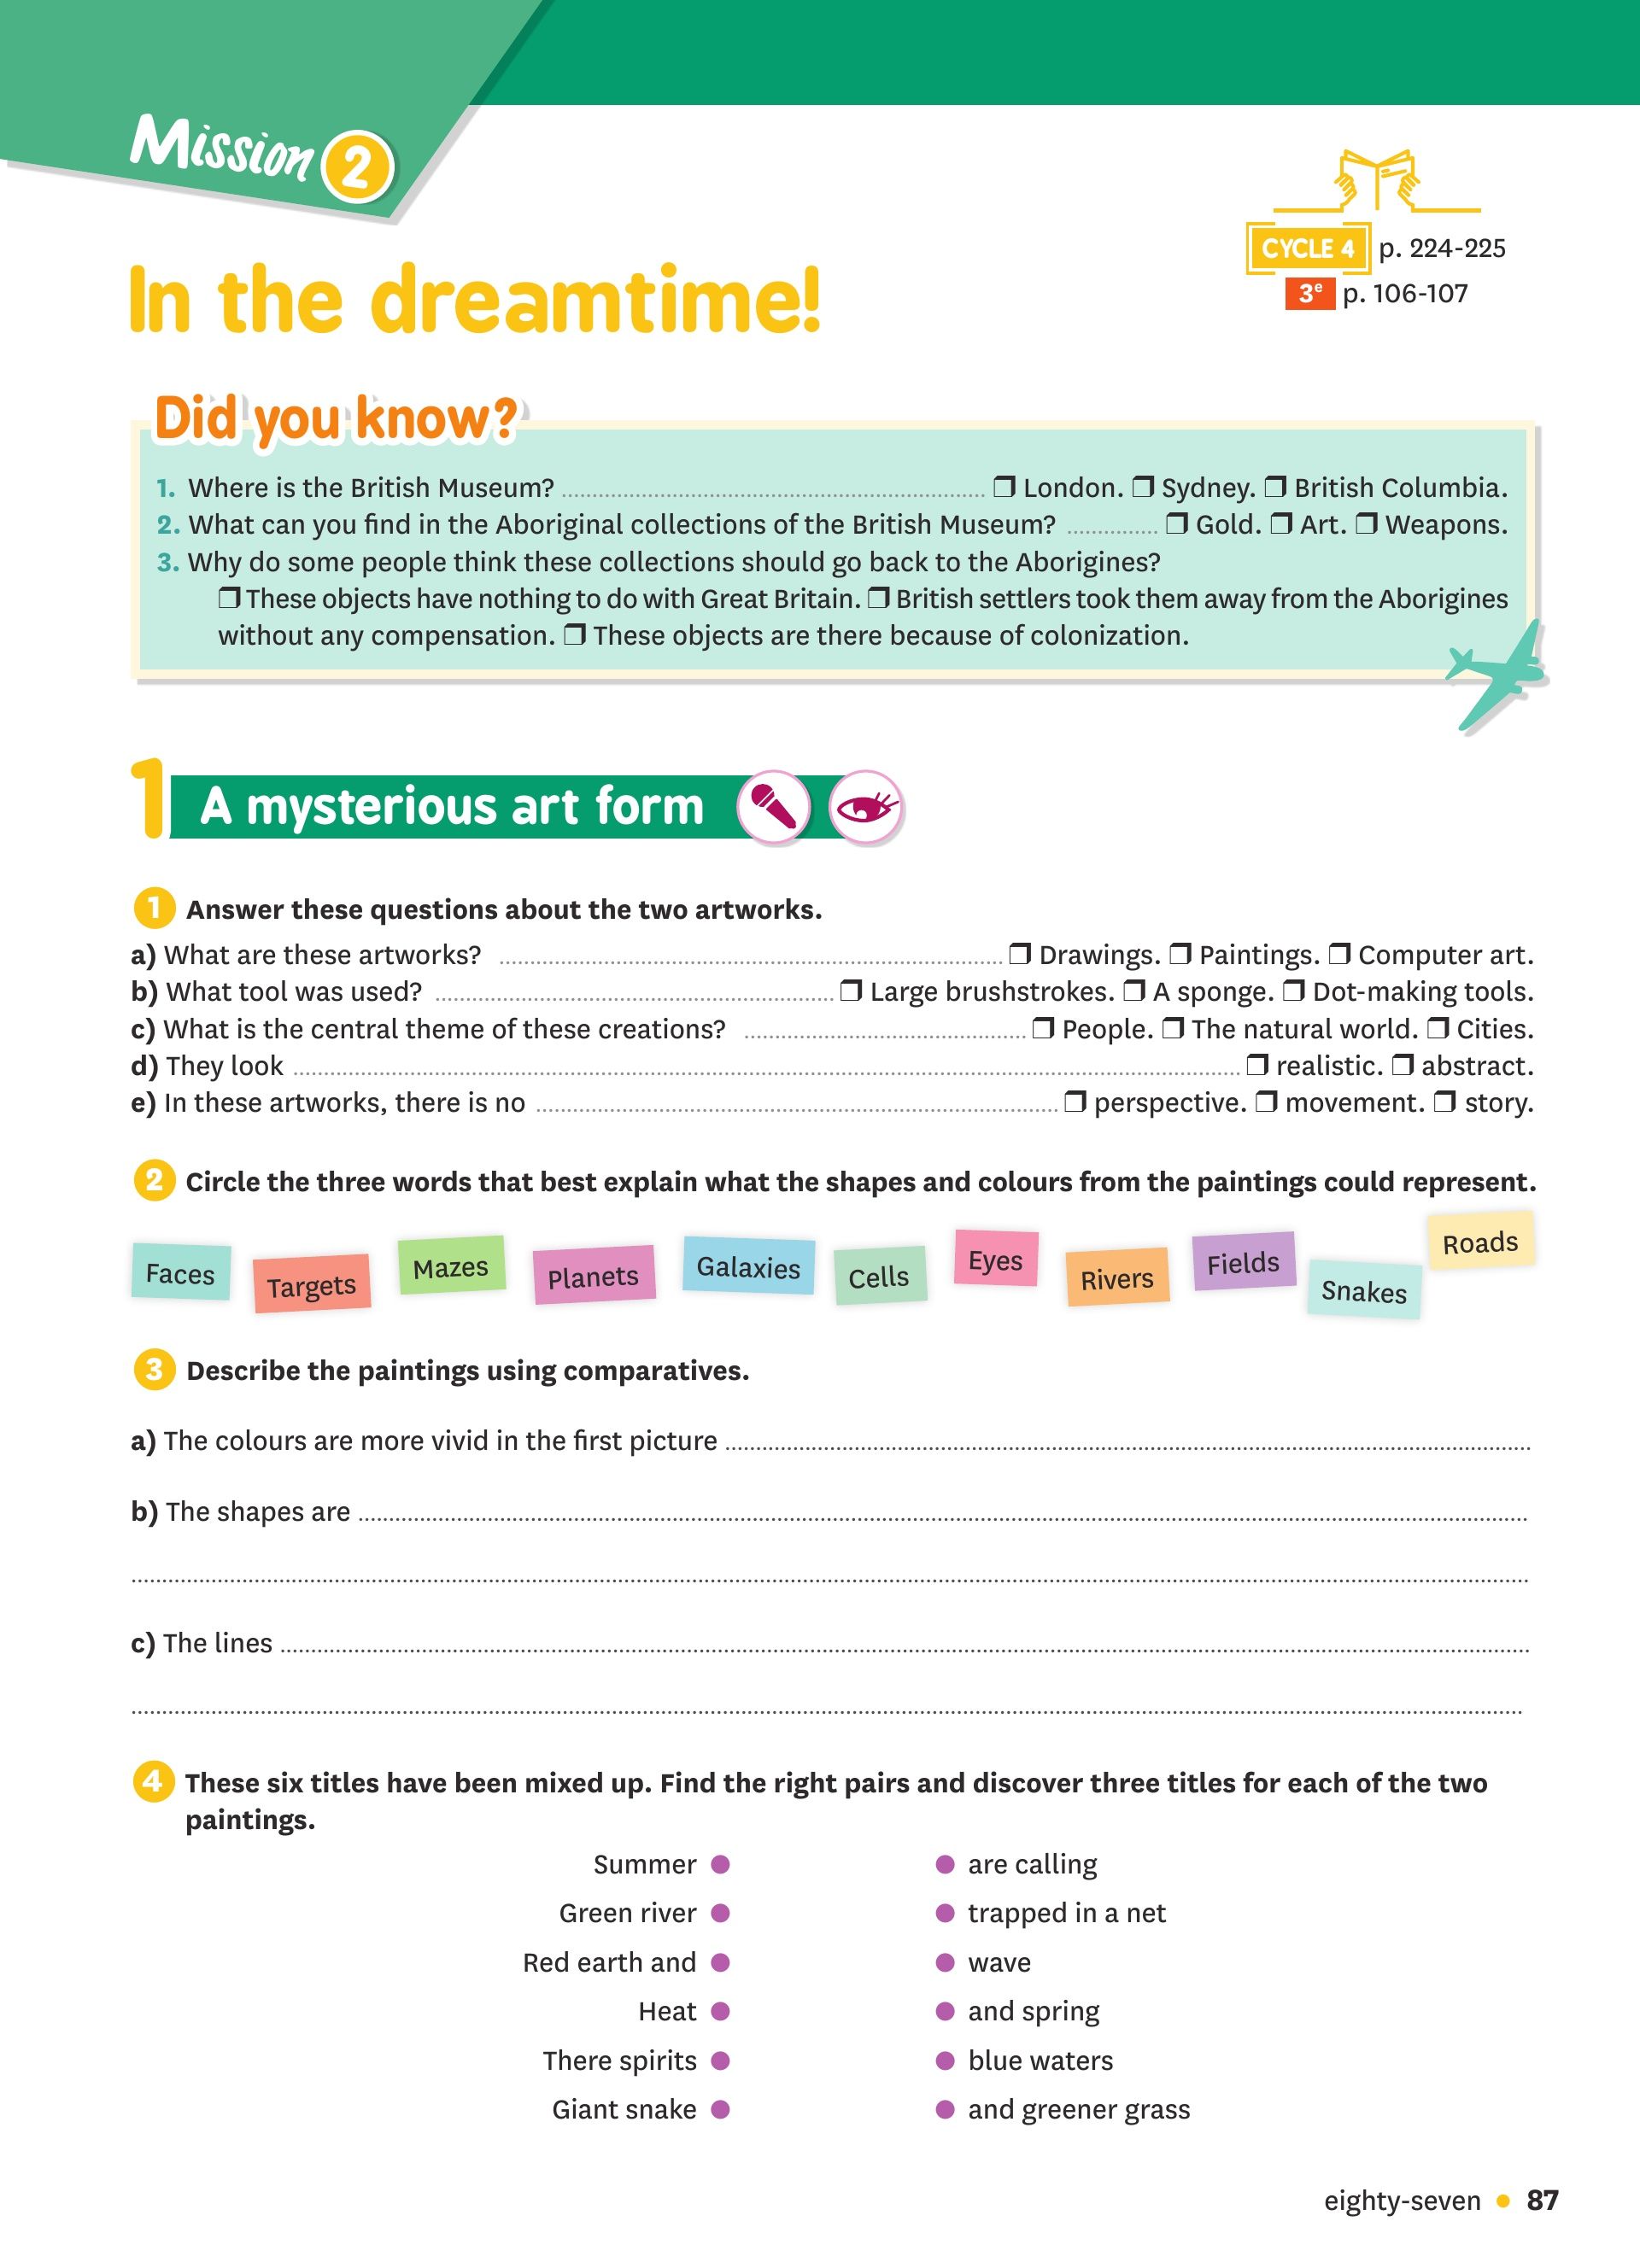 Mission 2
CYCLE 4 p. 224-225
3e p. 106-107
In the dreamtime!
Did you know?
1. Where is the British Museum? ........ ❒ London. ❒ Sydney. ❒ British Columbia.
2. What can you find in the Aboriginal collections of the British Museum? ........ ❒ Gold. ❒ Art. ❒ Weapons.
3. Why do some people think these collections should go back to the Aborigines?
❒ These objects have nothing to do with Great Britain. ❒ British settlers took them away from the Aborigines
without any compensation. ❒ These objects are there because of colonization.
1 A mysterious art form
1 Answer these questions about the two artworks.
a) What are these artworks? ........ ❒ Drawings. ❒ Paintings. ❒ Computer art.
b) What tool was used? ........ ❒ Large brushstrokes. ❒ A sponge. ❒ Dot-making tools.
c) What is the central theme of these creations? ........ ❒ People. ❒ The natural world. ❒ Cities.
d) They look ........ ❒ realistic. ❒ abstract.
e) In these artworks, there is no ........ ❒ perspective. ❒ movement. ❒ story.
2 Circle the three words that best explain what the shapes and colours from the paintings could represent.
Faces Targets Mazes Planets Galaxies Cells Eyes Rivers Fields Snakes Roads
3 Describe the paintings using comparatives.
a) The colours are more vivid in the first picture ........
b) The shapes are ........
c) The lines ........
4 These six titles have been mixed up. Find the right pairs and discover three titles for each of the two
paintings.
Summer ● ● are calling
Green river ● ● trapped in a net
Red earth and ● ● wave
Heat ● ● and spring
There spirits ● ● blue waters
Giant snake ● ● and greener grass
eighty-seven • 87